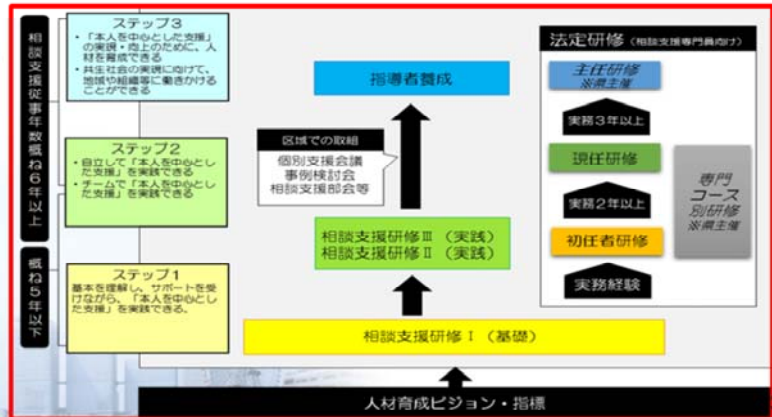 相談支援従事年数概ね6年以上
概ね5年以下
ステップ3
・「本人を中心とした支援」
の実現・向上のために、人
材を育成できる
・共生社会の実現に向けて、
地域や組織等に働きかける
ことができる
ステップ2
・自立して「本人を中心とし
た支援」を実践できる
・チームで「本人を中心とし
た支援」を実践できる
ステップ1
基本を理解し、サポートを受
けながら、「本人を中心とし
た支援」を実践できる。
指導者養成
区域での取組
個別支援会議
事例検討会
相談支援部会等
相談支援研修Ⅲ（実践）
相談支援研修Ⅱ（実践）
相談支援研修Ⅰ（基礎）
人材育成ビジョン・指標
法定研修（相談支援専門員向け）
主任研修
※県主催
実務3年以上
現任研修
実務2年以上
初任者研修
実務経験
専門
コース
別研修
※県主催